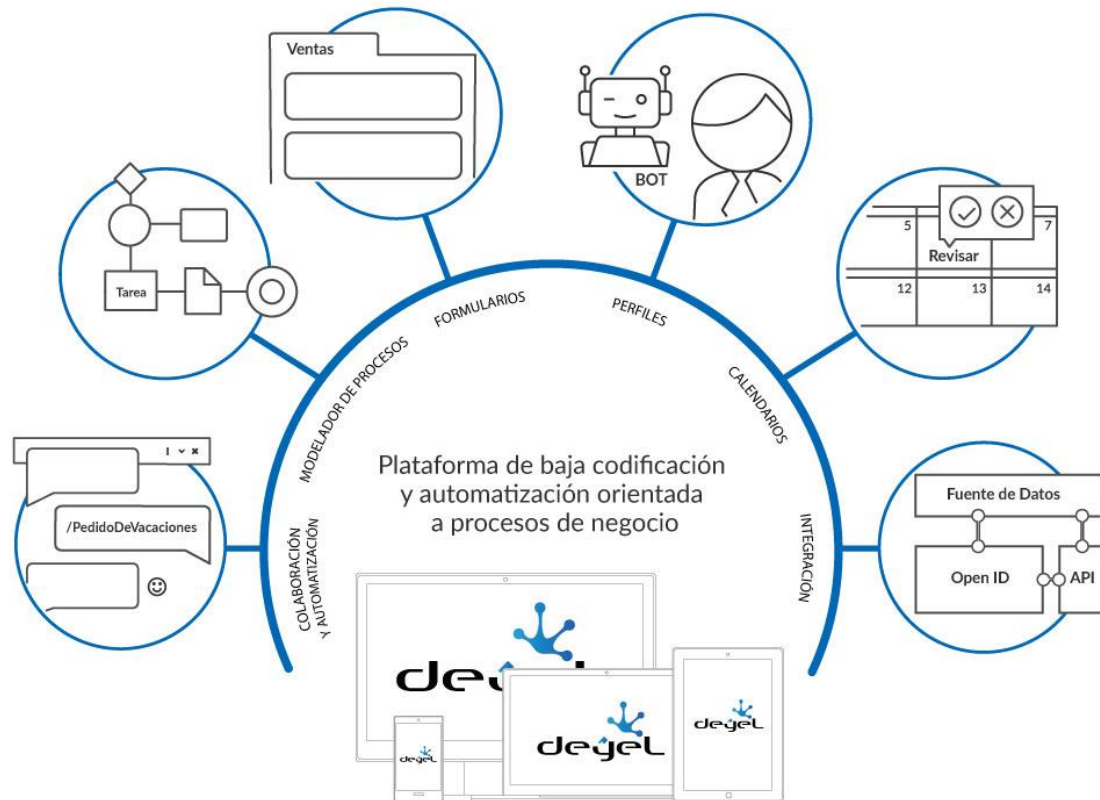 Ventas
BOT
5
7
Revisar
12
13
14
Tarea
FORMULARIOS
PERFILES
MODELADOR DE PROCESOS
CALENDARIOS
/PedidoDeVacaciones
COLABORACIÓN
Y AUTOMATIZACIÓN
INTEGRACIÓN
Fuente de Datos
Open ID
API
Plataforma de baja codificación
y automatización orientada
a procesos de negocio
deyel
deyel
deyel